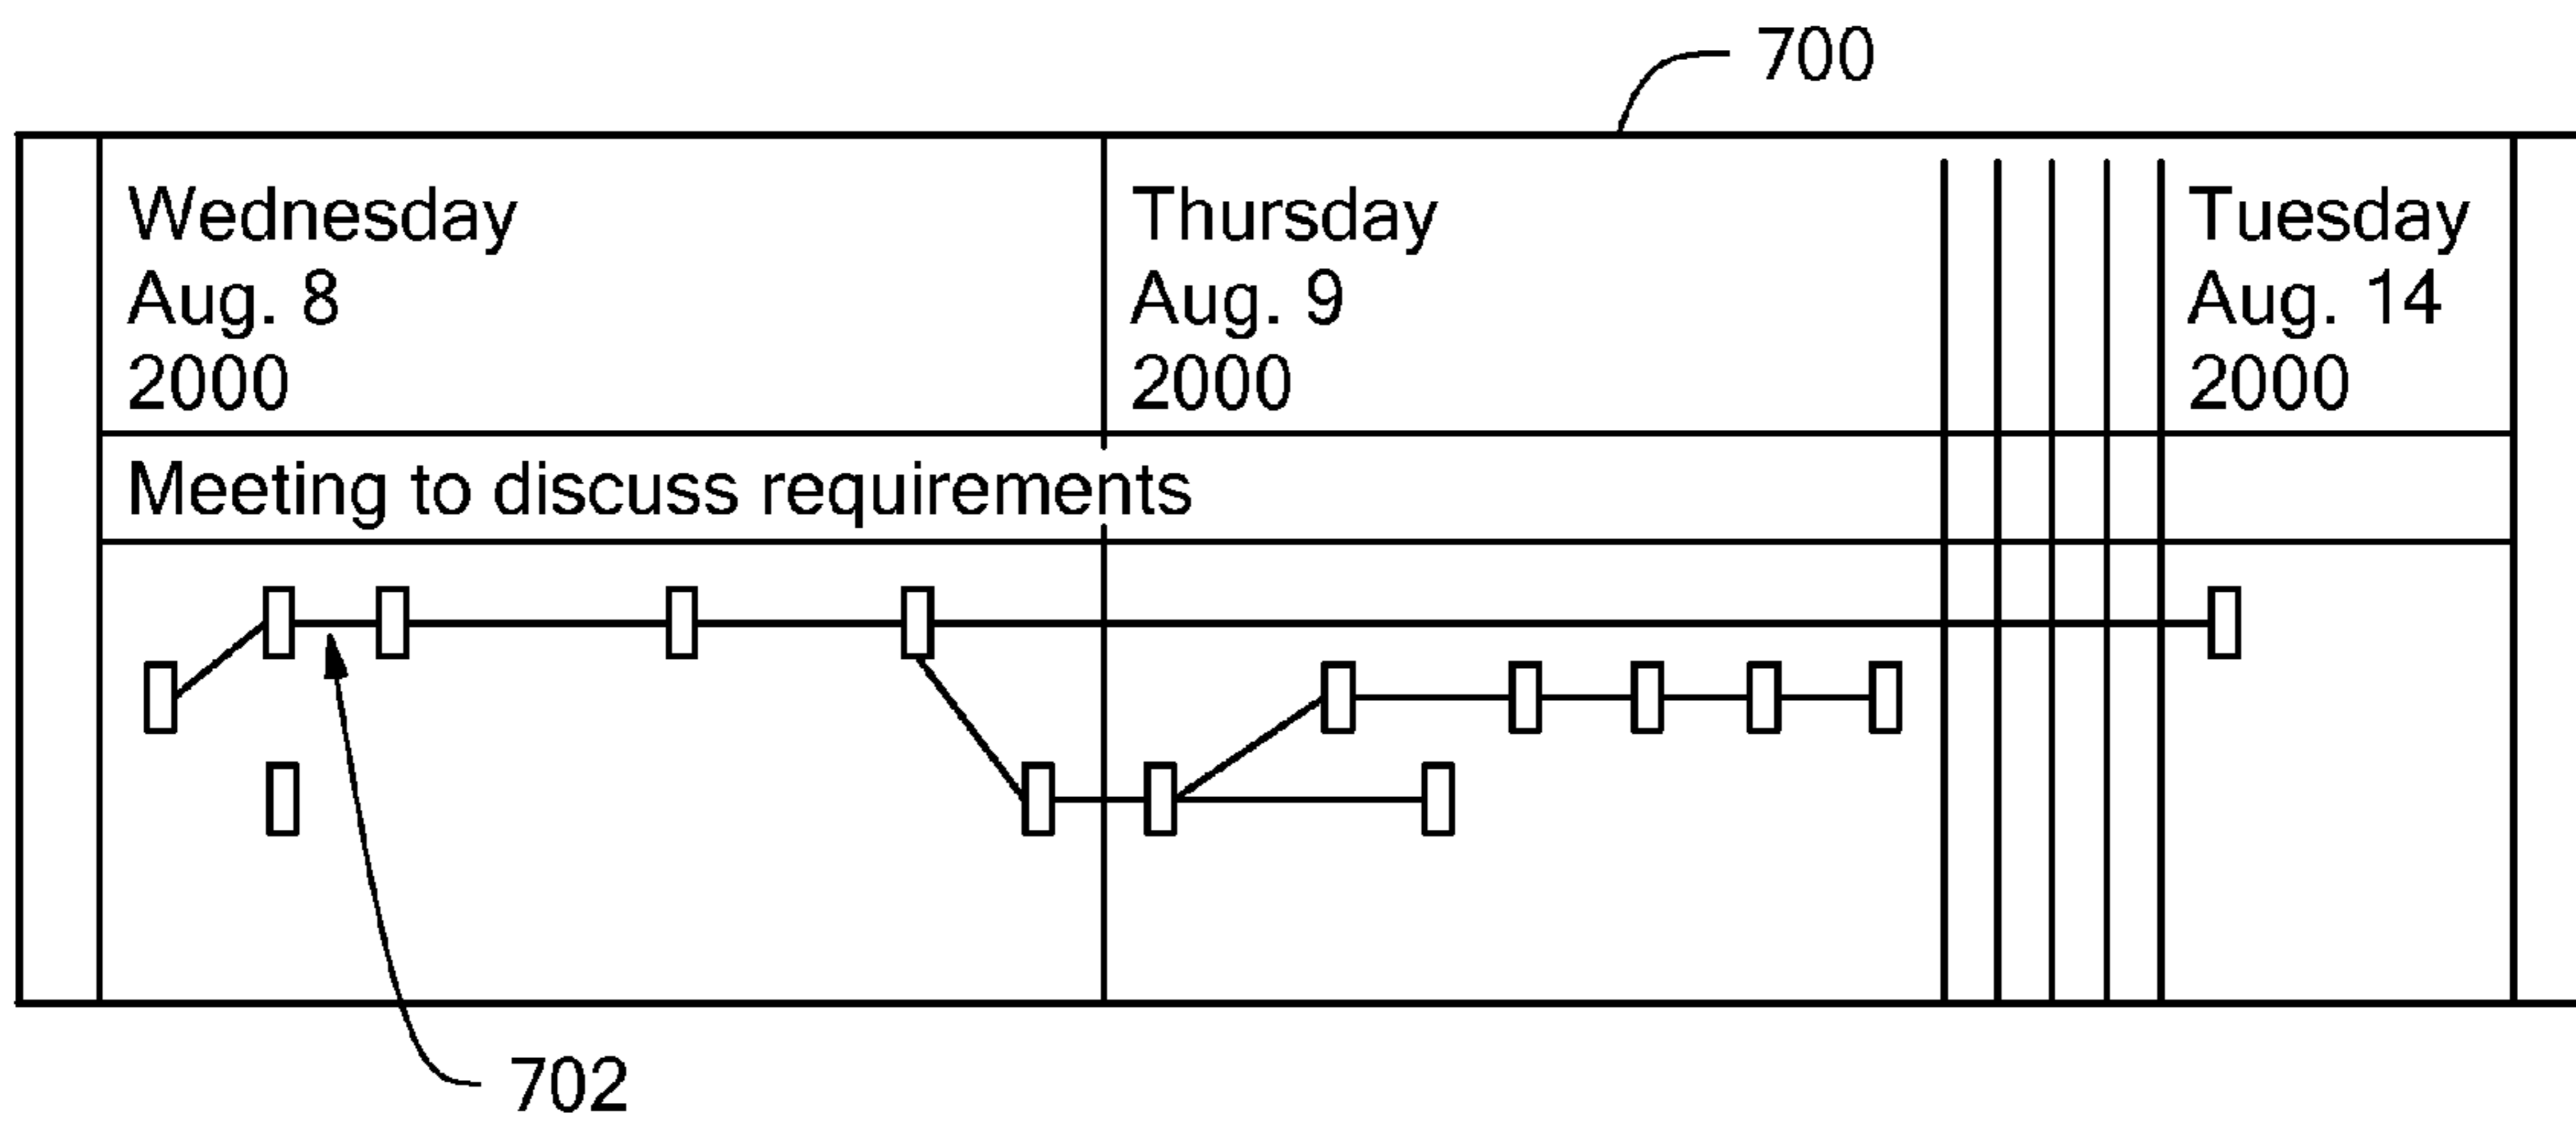 700
Wednesday
Aug. 8
2000
Thursday
Aug. 9
2000
Tuesday
Aug. 14
2000
Meeting to discuss requirements
702